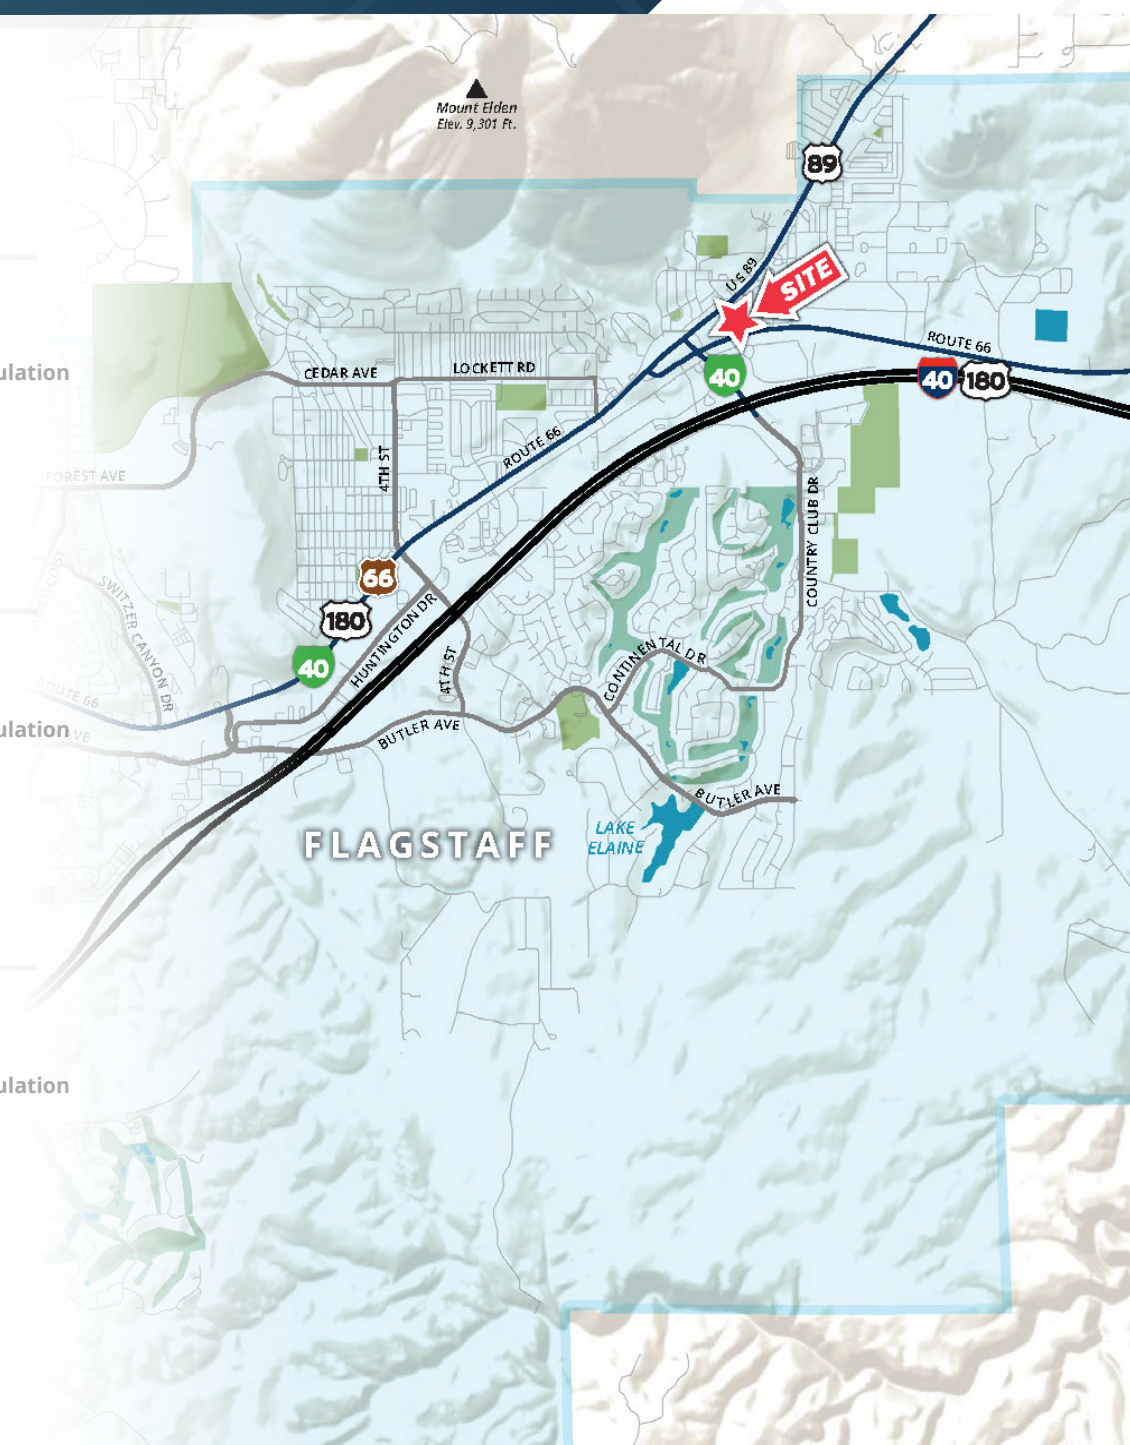 Mount Elden
Elev. 9,301 Ft.
89
US 89
SITE
ROUTE 66
40
180
40
ulation
CEDAR AVE
LOCKETT RD
ROUTE 66
4TH ST
FOREST AVE
COUNTRY CLUB DR
66
180
40
HUNTINGTON DR
SWITZER CANYON DR
4TH ST
CONTINENTAL DR
ROUTE 66
ulation
AVE
BUTLER AVE
BUTLER AVE
FLAGSTAFF
LAKE
ELAINE
ulation